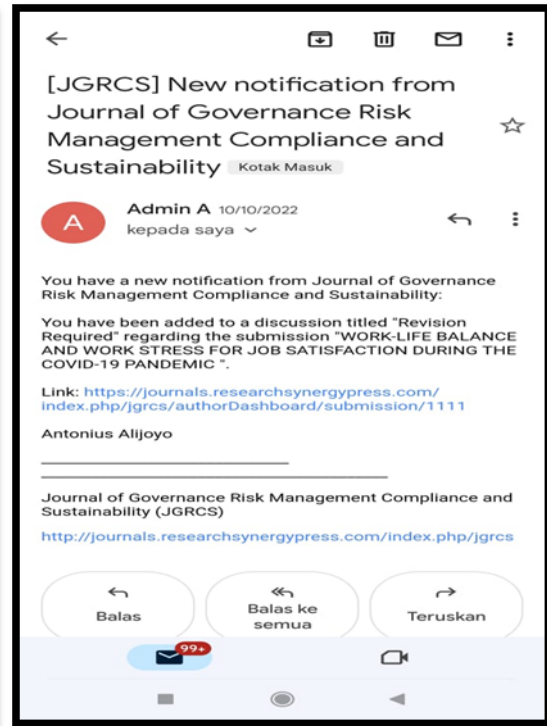 [JGRCS] New notification from
Journal of Governance Risk
Management Compliance and
Sustainability Kotak Masuk
Admin A 10/10/2022
A
kepada saya
You have a new notification from Journal of Governance
Risk Management Compliance and Sustainability:
You have been added to a discussion titled "Revision
Required" regarding the submission "WORK-LIFE BALANCE
AND WORK STRESS FOR JOB SATISFACTION DURING THE
COVID-19 PANDEMIC ".
Link: https://journals.researchsynergypress.com/
index.php/jgrcs/authorDashboard/submission/1111
Antonius Alijoyo
Journal of Governance Risk Management Compliance and
Sustainability (JGRCS)
http://journals.researchsynergypress.com/index.php/jgrcs
Balas
Balas ke
semua
Teruskan
99+